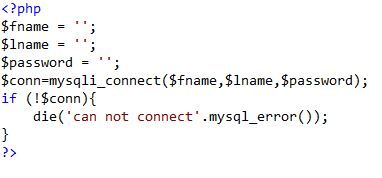 <?php
$fname = '';
$lname = '';
$password = '';
$conn=mysqli_connect($fname,$lname,$password);
if (!$conn){
    die('can not connect'.mysql_error());
}
?>